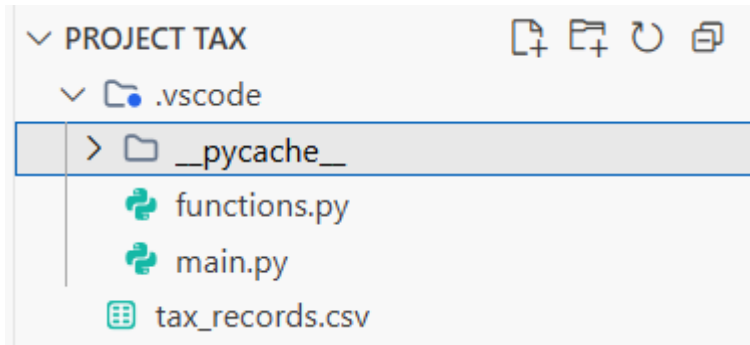 PROJECT TAX
.vscode
__pycache__
functions.py
main.py
tax_records.csv